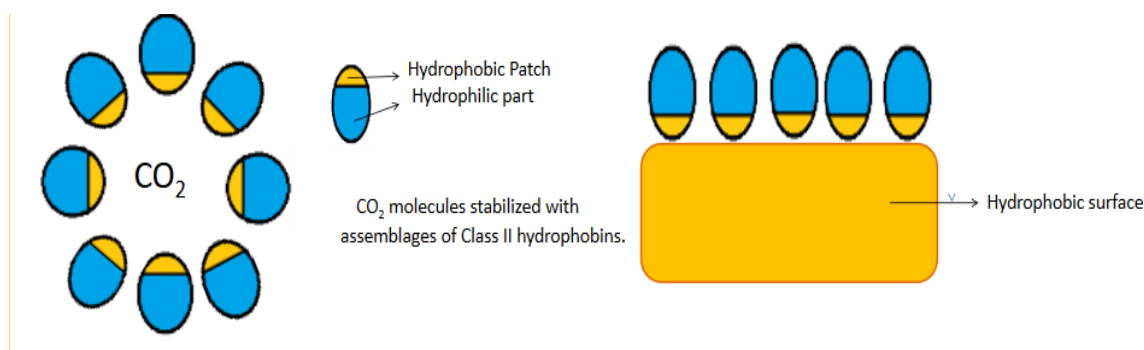 CO₂
Hydrophobic Patch
Hydrophilic part
CO₂ molecules stabilized with
assemblages of Class II hydrophobins.
Hydrophobic surface